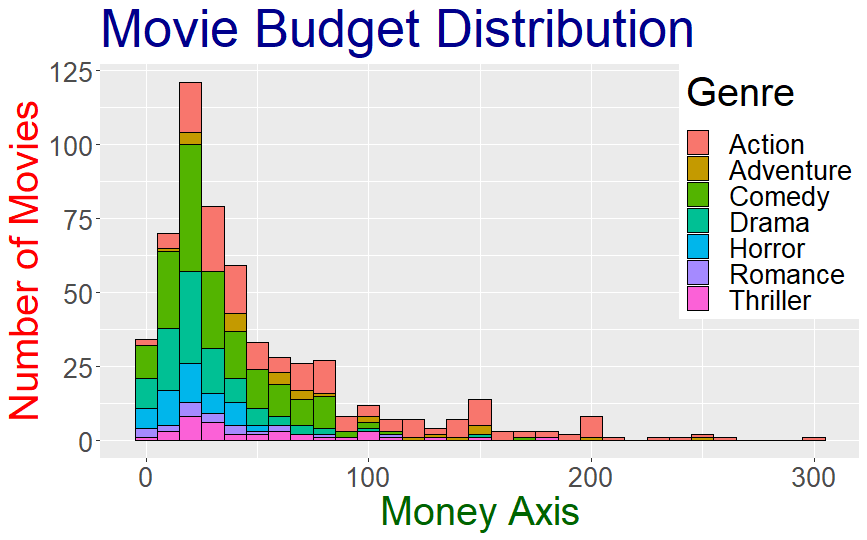 Movie Budget Distribution
Number of Movies
125
100
75
50
25
0
0 100 200 300
Money Axis
Genre
Action
Adventure
Comedy
Drama
Horror
Romance
Thriller